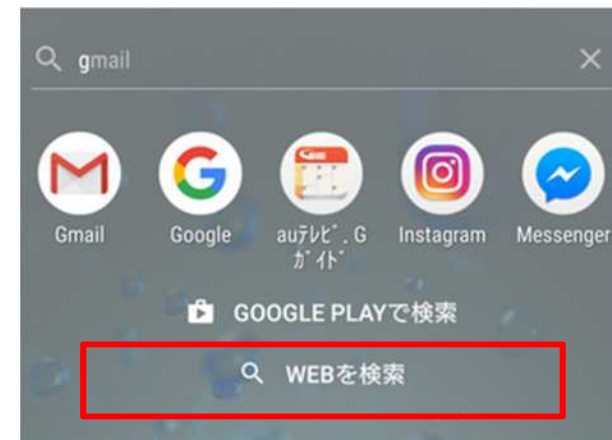 gmail
Gmail
Google
auﾃﾚﾋﾞ.G
ｶﾞｲﾄﾞ
Instagram
Messenger
GOOGLE PLAYで検索
WEBを検索